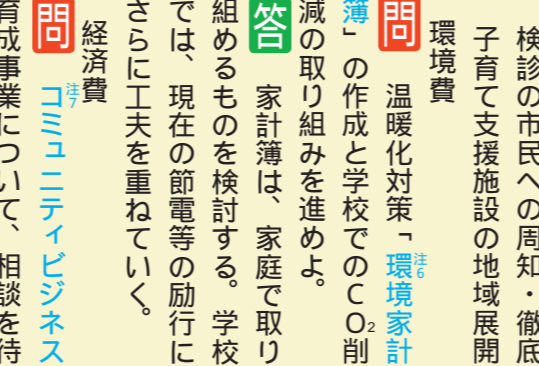 検診の市民への周知・徹底
子育て支援施設の地域展開
環境費
問 温暖化対策「環境家計注6
簿」の作成と学校でのCO2削
減の取り組みを進めよ。
答 家計簿は、家庭で取り
組めるものを検討する。学校
では、現在の節電等の励行に
さらに工夫を重ねていく。
経済費
問 コミュニティビジネス注7
育成事業について、相談を待